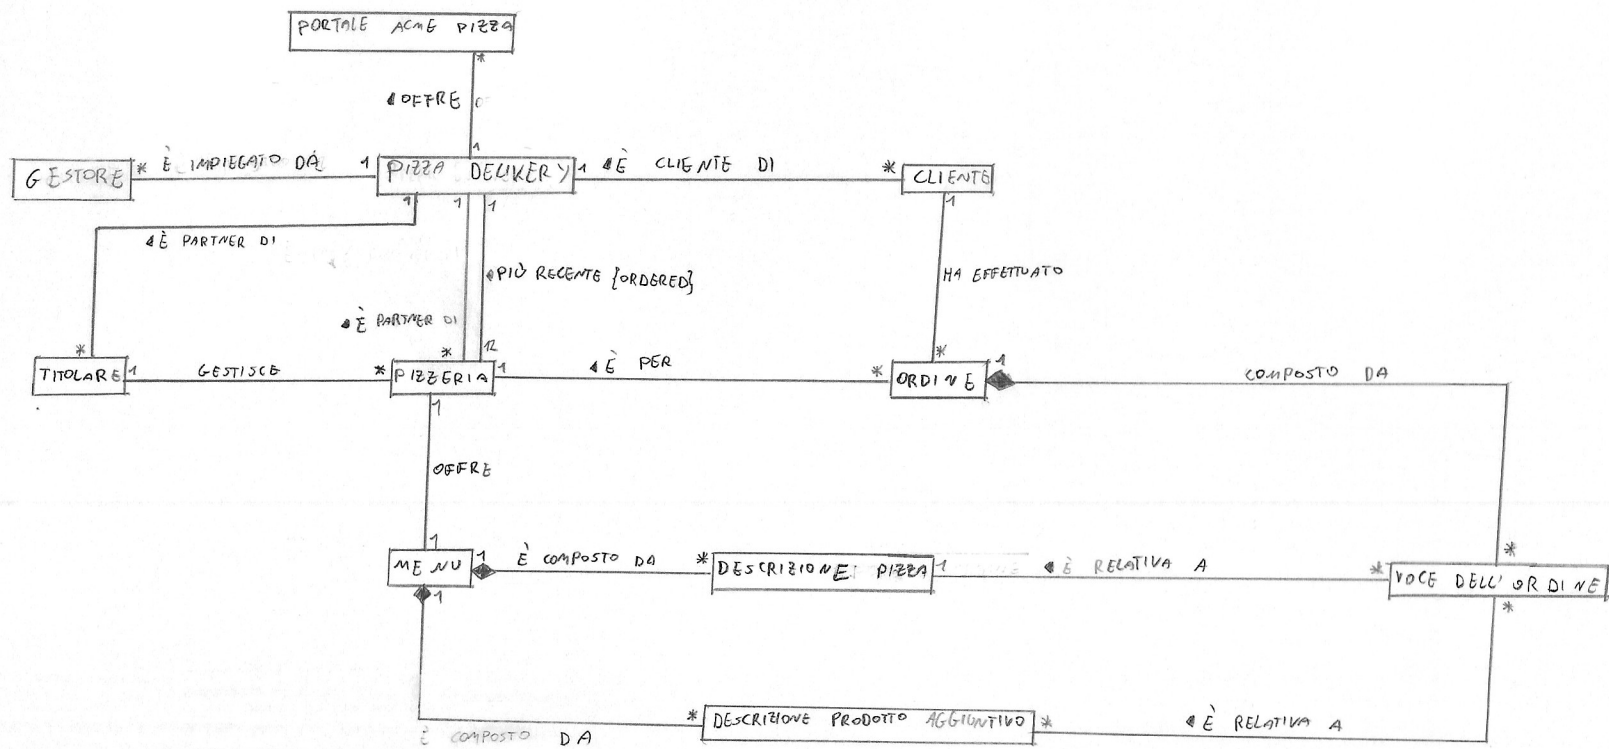 PORTALE ACME PIZZA
*
◀ OFFRE
1
GESTORE * È IMPIEGATO DA 1 PIZZA DELIVERY 1 ◀ È CLIENTE DI * CLIENTE
1 1 1 1
◀ È PARTNER DI
◀ PIÙ RECENTE {ORDERED}
HA EFFETTUATO
◀ È PARTNER DI
* * 12 * 1
TITOLARE 1 GESTISCE * PIZZERIA 1 ◀ È PER * ORDINE COMPOSTO DA
1
OFFRE
1 *
MENU 1 È COMPOSTO DA * DESCRIZIONE PIZZA 1 ◀ È RELATIVA A * VOCE DELL'ORDINE
1 *
* DESCRIZIONE PRODOTTO AGGIUNTIVO * ◀ È RELATIVA A
È COMPOSTO DA